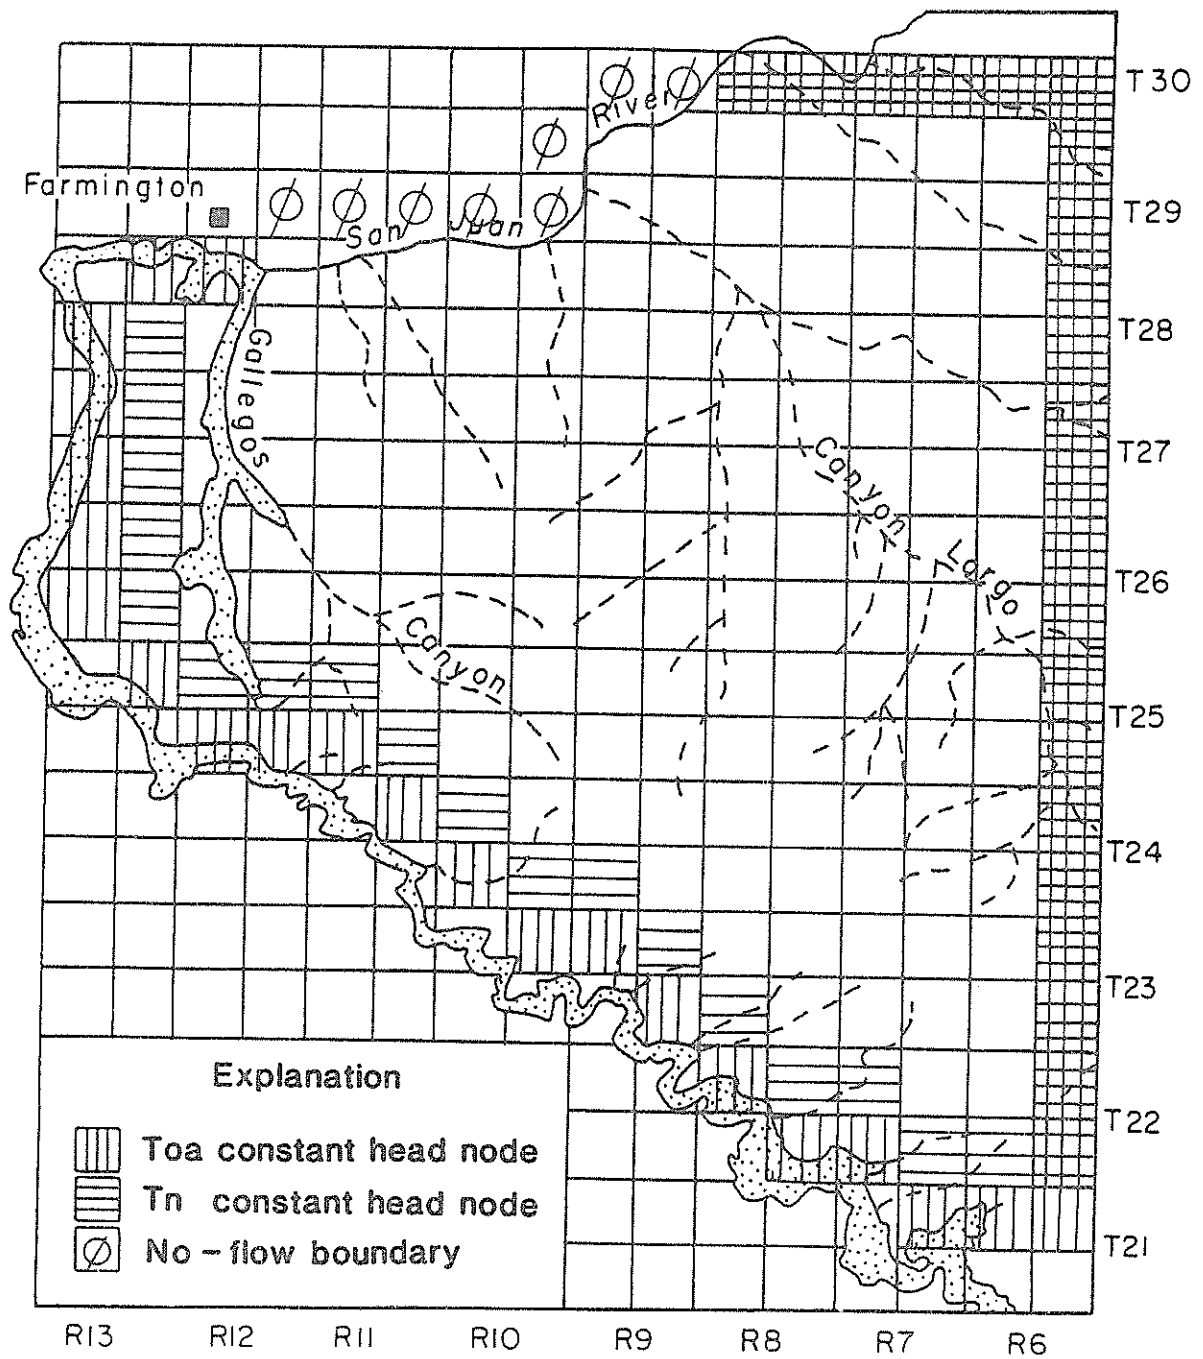 T30
River
Farmington
T29
San Juan
T28
Gallegos
T27
Canyon
Largo
T26
Canyon
T25
T24
T23
Explanation
T22
Toa constant head node
Tn constant head node
No-flow boundary
T21
R13 R12 R11 R10 R9 R8 R7 R6